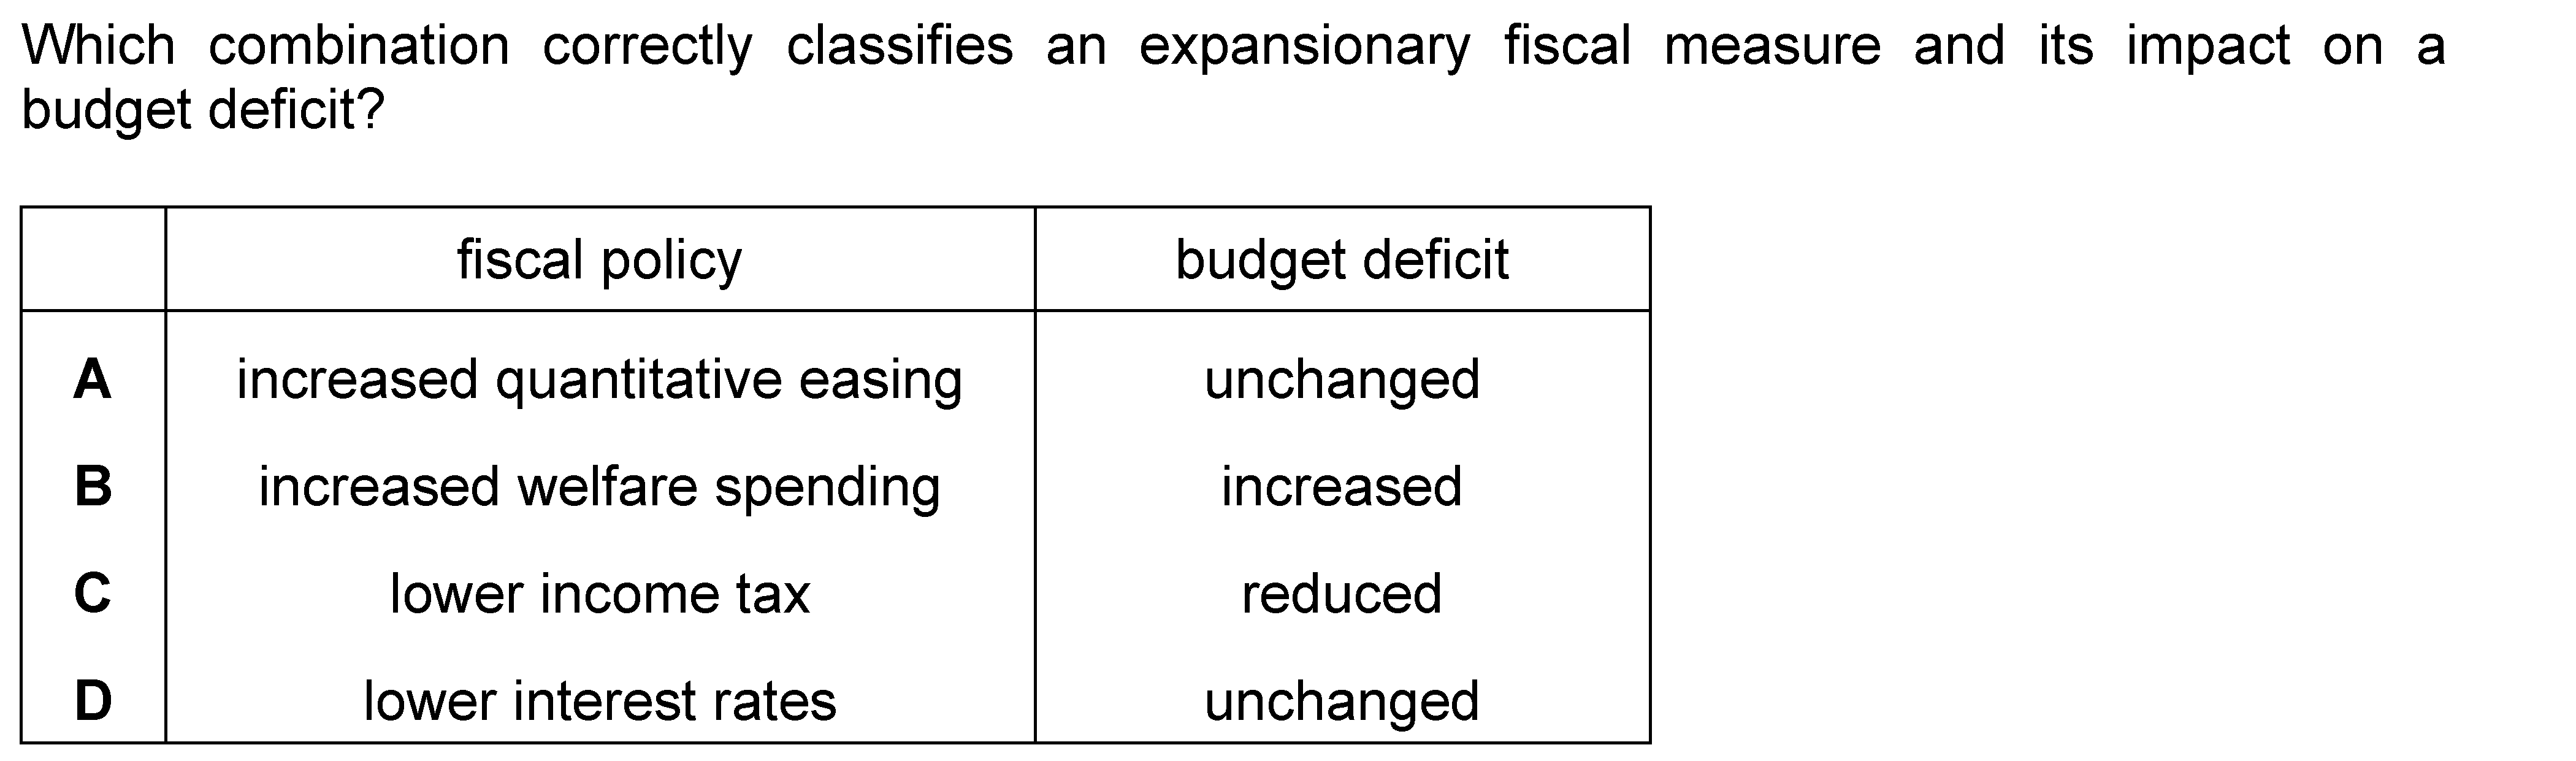 Which combination correctly classifies an expansionary fiscal measure and its impact on a
budget deficit?
fiscal policy budget deficit
A increased quantitative easing unchanged
B increased welfare spending increased
C lower income tax reduced
D lower interest rates unchanged